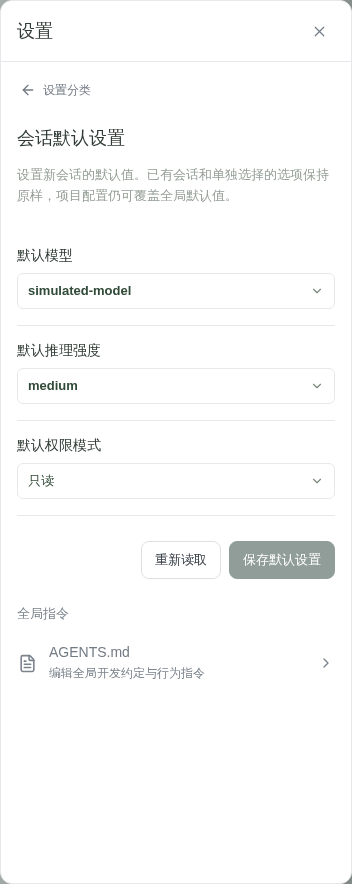 设置
设置分类
会话默认设置
设置新会话的默认值。已有会话和单独选择的选项保持
原样，项目配置仍可覆盖全局默认值。
默认模型
simulated-model
默认推理强度
medium
默认权限模式
只读
重新读取
保存默认设置
全局指令
AGENTS.md
编辑全局开发约定与行为指令